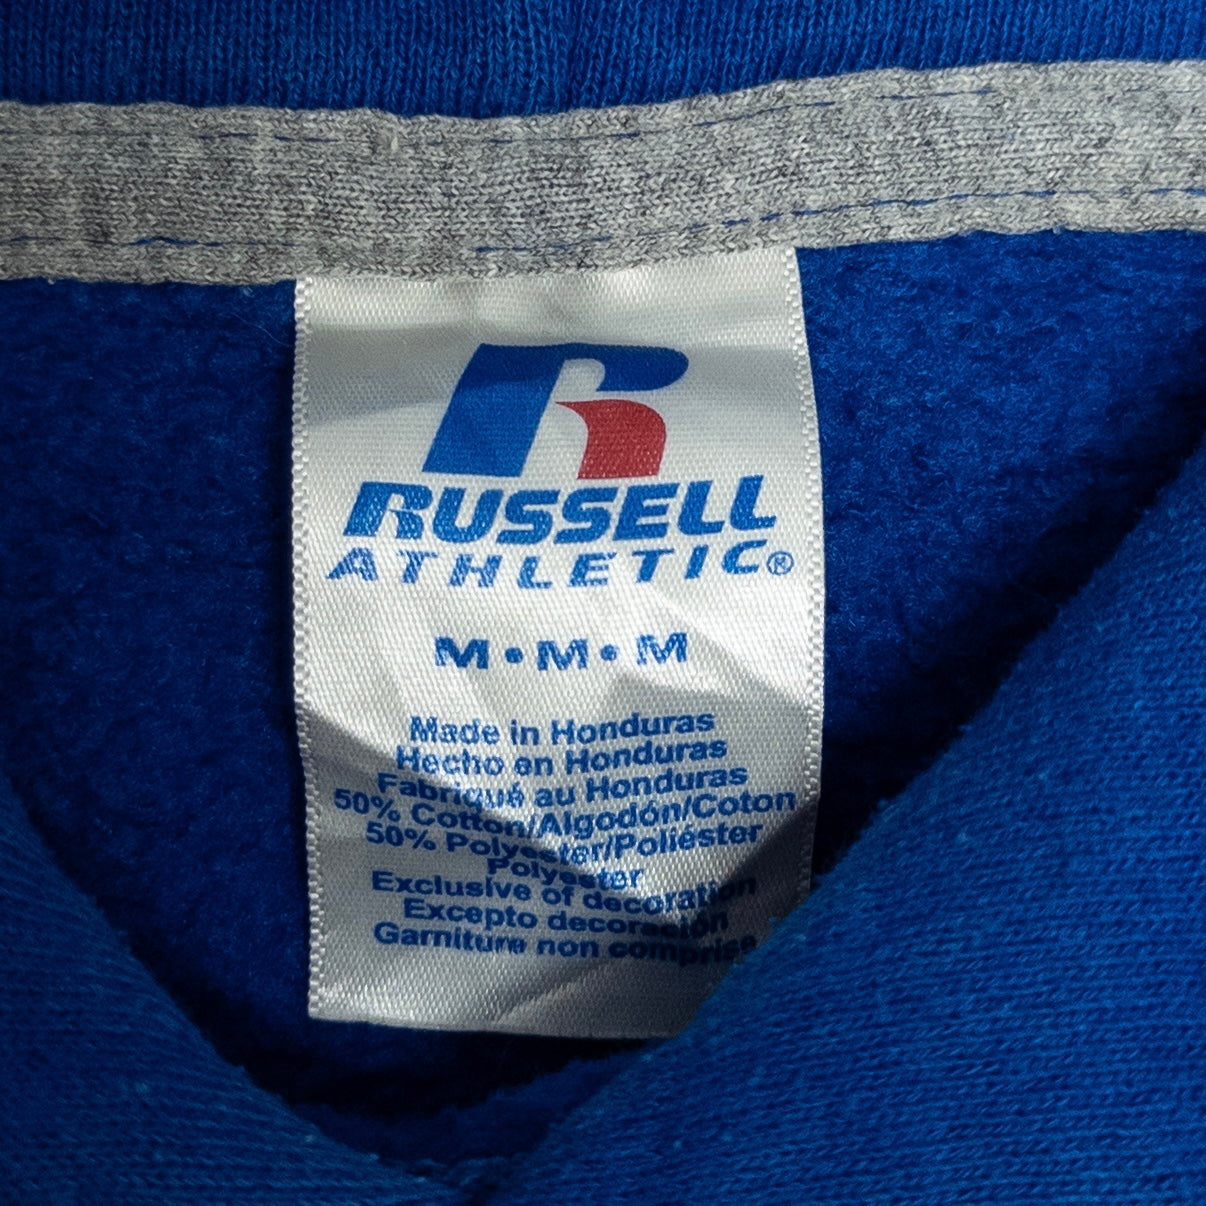 R
RUSSELL
ATHLETIC®
M•M•M
Made in Honduras
Hecho en Honduras
Fabriqué au Honduras
50% Cotton/Algodón/Coton
50% Polyester/Poliéster
Polyester
Exclusive of decoration
Excepto decoración
Garniture non comprise